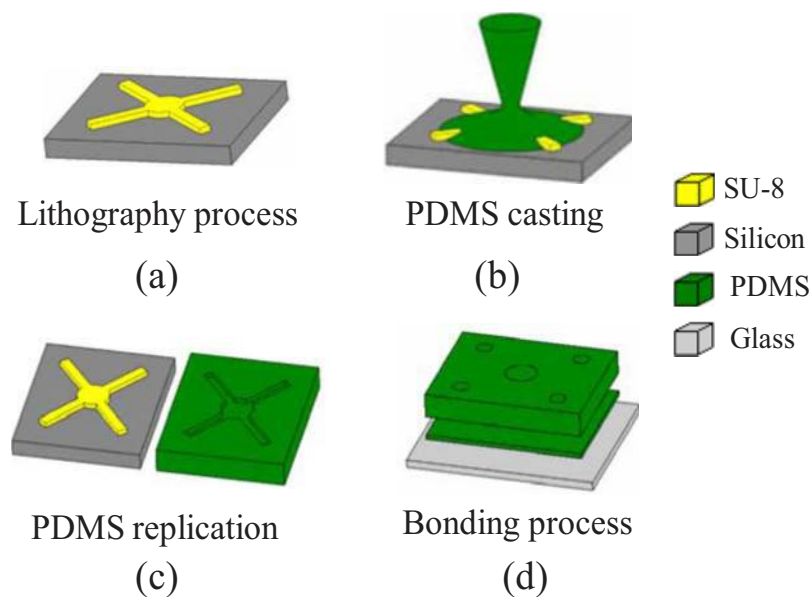 Lithography process
(a)
PDMS casting
(b)
SU-8
Silicon
PDMS
Glass
PDMS replication
(c)
Bonding process
(d)